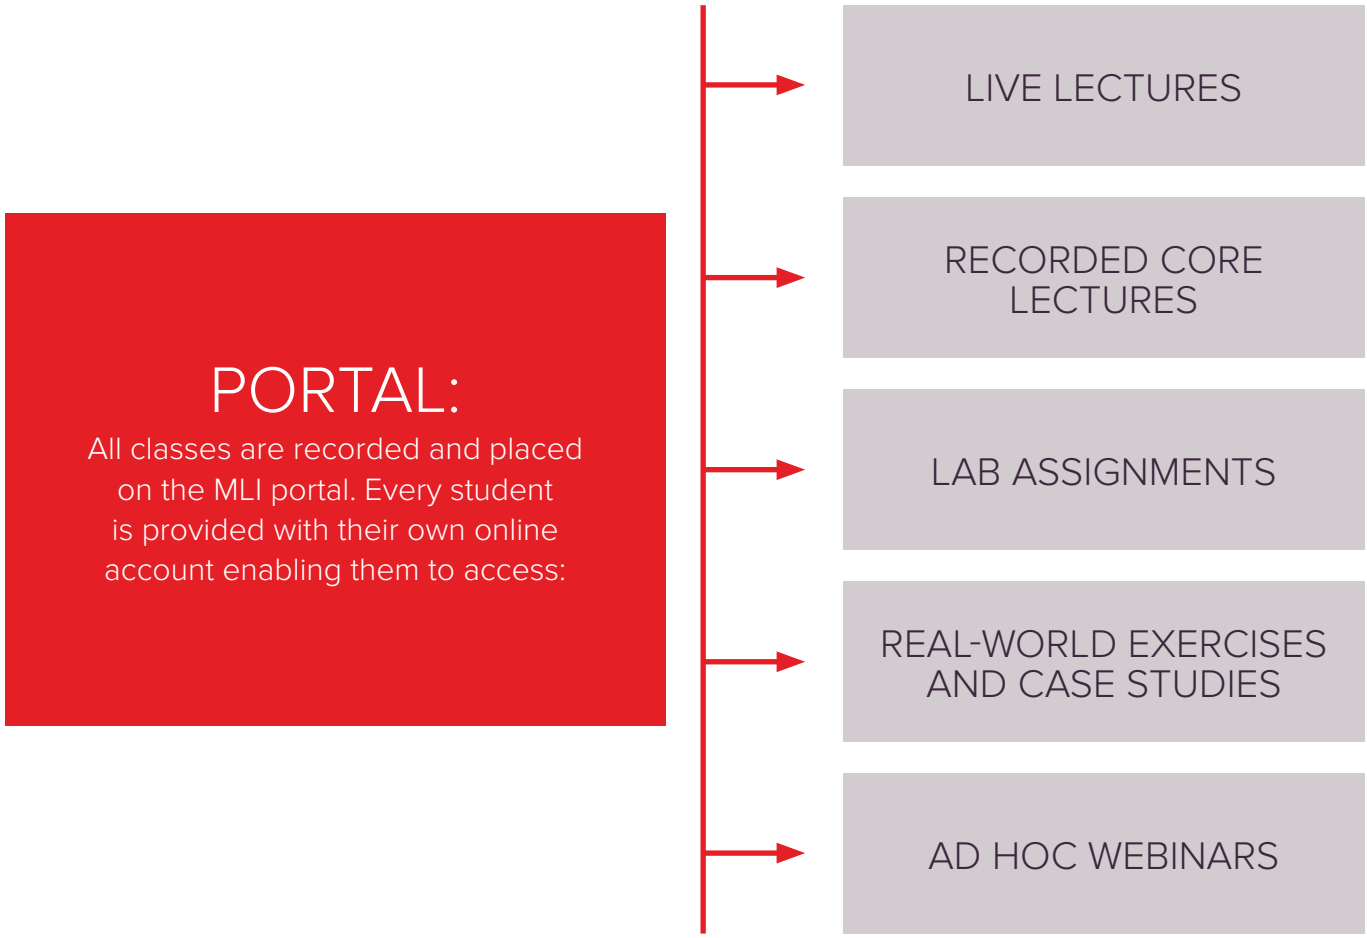 PORTAL:
All classes are recorded and placed
on the MLI portal. Every student
is provided with their own online
account enabling them to access:
LIVE LECTURES
RECORDED CORE
LECTURES
LAB ASSIGNMENTS
REAL-WORLD EXERCISES
AND CASE STUDIES
AD HOC WEBINARS